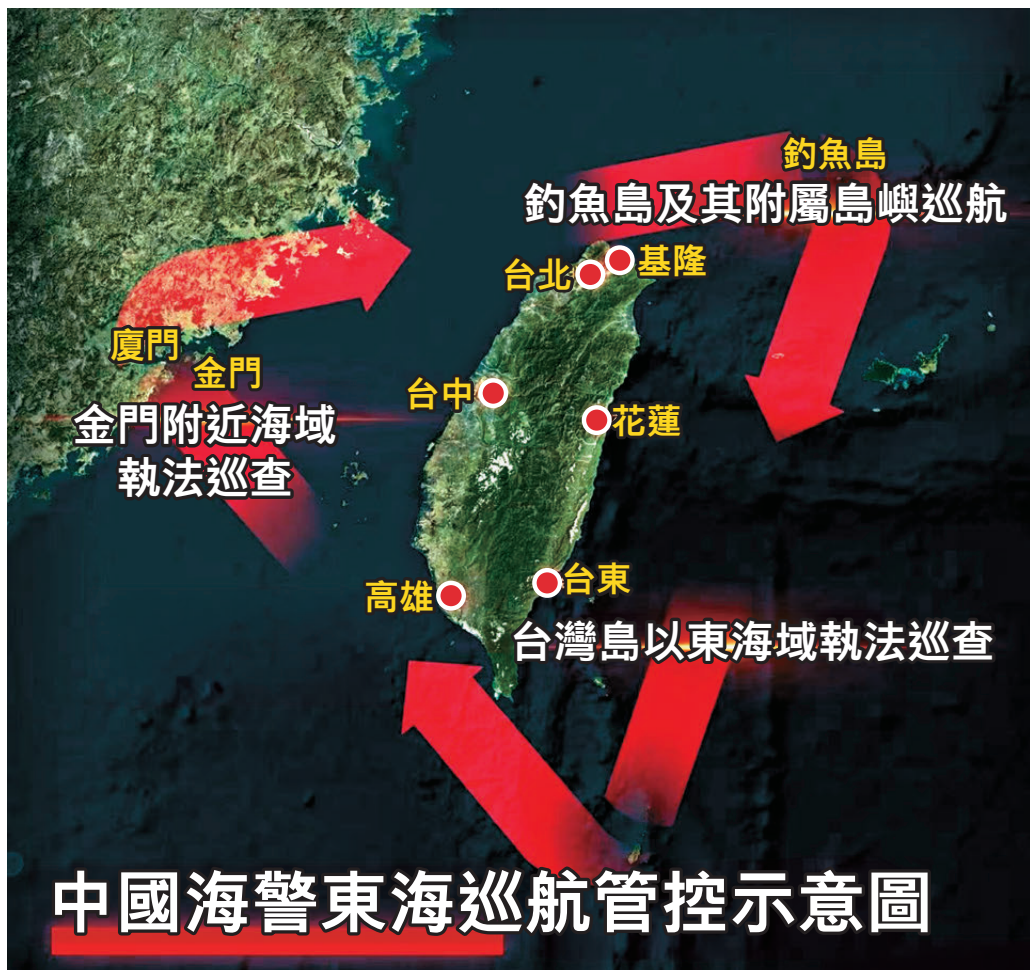 釣魚島
釣魚島及其附屬島嶼巡航
基隆
台北
廈門
金門
台中
金門附近海域
執法巡查
花蓮
台東
高雄
台灣島以東海域執法巡查
中國海警東海巡航管控示意圖